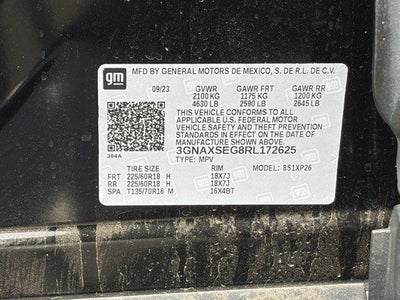 gm
MFD BY GENERAL MOTORS DE MEXICO, S. DE R.L. DE C.V.
09/23 GVWR GAWR FRT GAWR RR
2100 KG 1175 KG 1200 KG
4630 LB 2590 LB 2645 LB
THIS VEHICLE CONFORMS TO ALL
APPLICABLE U.S. FEDERAL MOTOR
VEHICLE SAFETY AND THEFT PREVENTION
STANDARDS IN EFFECT ON THE DATE OF
MANUFACTURE SHOWN ABOVE.
3GNAXSEG8RL172625
384A TYPE: MPV
TIRE SIZE RIM MODEL: 851XP26
FRT 225/60R18 H 18X7J
RR 225/60R18 H 18X7J
SPA T135/70R16 M 16X4BT